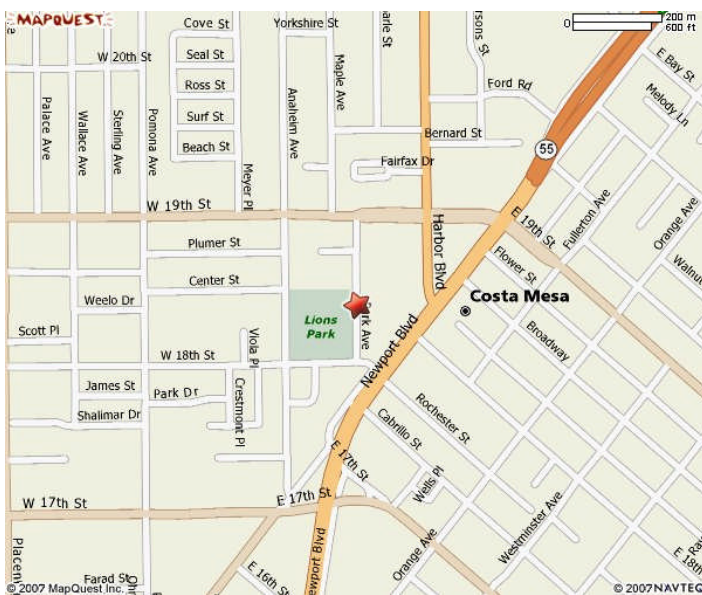 MAPQUEST
Cove St
Yorkshire St
0
200 m
600 ft
W 20th St
Seal St
Ross St
Surf St
Beach St
Palace Ave
Wallace Ave
Sterling Ave
Pomona Ave
Meyer Pl
Anaheim Ave
Maple Ave
Ford Rd
E Bay St
Melody Ln
Bernard St
Fairfax Dr
55
W 19th St
Harbor Blvd
E 19th St
Fullerton Ave
Orange Ave
Plumer St
Flower St
Center St
Weelo Dr
Costa Mesa
Scott Pl
Lions
Park
Park Ave
Newport Blvd
Broadway
W 18th St
Viola Pl
James St
Park Dr
Crestmont Pl
Shalimar Dr
Rochester St
Cabrillo St
E 17th St
Wells Pl
W 17th St
E 17th St
Westminster Ave
Orange Ave
E 16th St
Farad St
E 18th
© 2007 MapQuest Inc.
© 2007 NAVTEQ